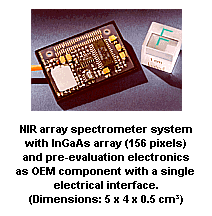 NIR array spectrometer system
with InGaAs array (156 pixels)
and pre-evaluation electronics
as OEM component with a single
electrical interface.
(Dimensions: 5 x 4 x 0.5 cm³)